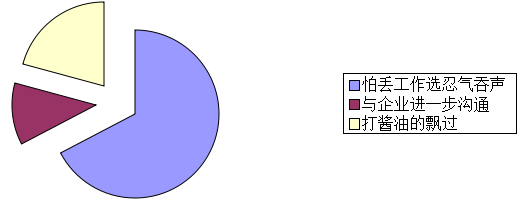 怕丢工作选忍气吞声
与企业进一步沟通
打酱油的飘过